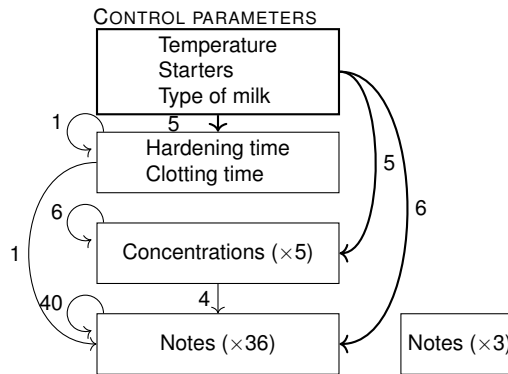 CONTROL PARAMETERS
Temperature
Starters
Type of milk
1
5
Hardening time
Clotting time
5
6
6
1
Concentrations (×5)
4
40
Notes (×36)
Notes (×3)